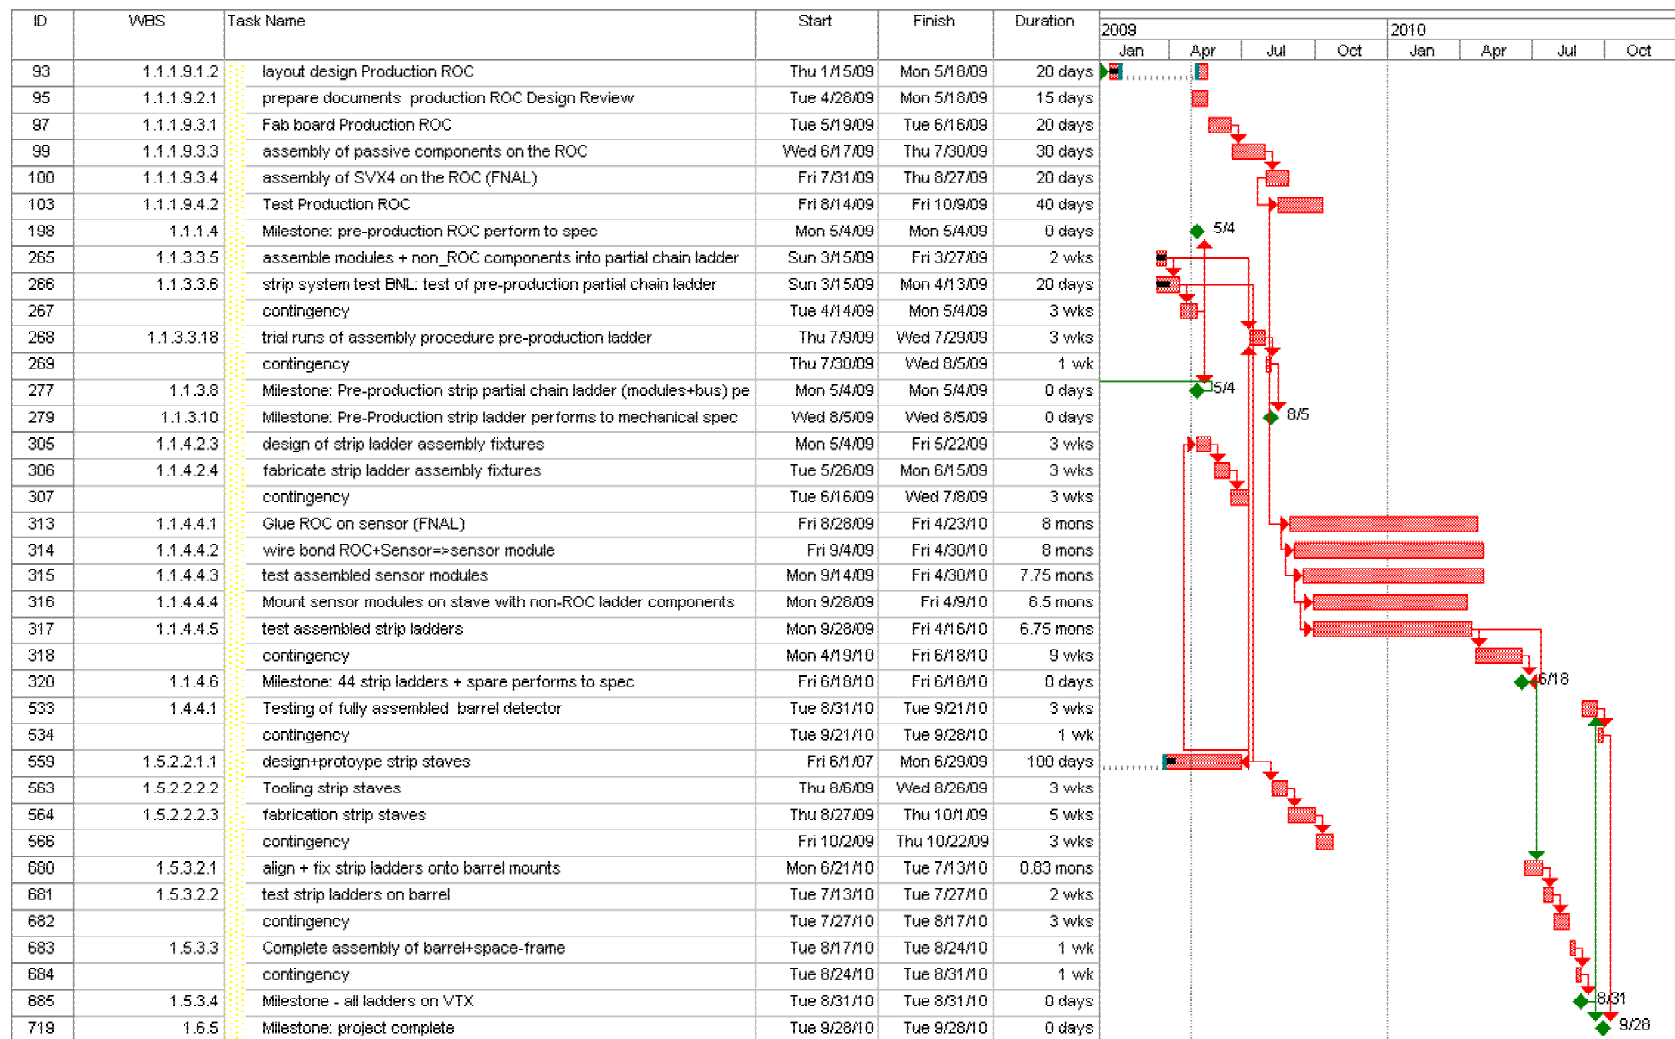 ID WBS Task Name Start Finish Duration 2009 2010
Jan Apr Jul Oct Jan Apr Jul Oct
93 1.1.1.9.1.2 layout design Production ROC Thu 1/15/09 Mon 5/18/09 20 days
95 1.1.1.9.2.1 prepare documents production ROC Design Review Tue 4/28/09 Mon 5/18/09 15 days
97 1.1.1.9.3.1 Fab board Production ROC Tue 5/19/09 Tue 6/16/09 20 days
99 1.1.1.9.3.3 assembly of passive components on the ROC Wed 6/17/09 Thu 7/30/09 30 days
100 1.1.1.9.3.4 assembly of SVX4 on the ROC (FNAL) Fri 7/31/09 Thu 8/27/09 20 days
103 1.1.1.9.4.2 Test Production ROC Fri 8/14/09 Fri 10/9/09 40 days
198 1.1.1.4 Milestone: pre-production ROC perform to spec Mon 5/4/09 Mon 5/4/09 0 days 5/4
265 1.1.3.3.5 assemble modules + non_ROC components into partial chain ladder Sun 3/15/09 Fri 3/27/09 2 wks
266 1.1.3.3.6 strip system test BNL: test of pre-production partial chain ladder Sun 3/15/09 Mon 4/13/09 20 days
267 contingency Tue 4/14/09 Mon 5/4/09 3 wks
268 1.1.3.3.18 trial runs of assembly procedure pre-production ladder Thu 7/9/09 Wed 7/29/09 3 wks
269 contingency Thu 7/30/09 Wed 8/5/09 1 wk
277 1.1.3.8 Milestone: Pre-production strip partial chain ladder (modules+bus) pe Mon 5/4/09 Mon 5/4/09 0 days 5/4
279 1.1.3.10 Milestone: Pre-Production strip ladder performs to mechanical spec Wed 8/5/09 Wed 8/5/09 0 days 8/5
305 1.1.4.2.3 design of strip ladder assembly fixtures Mon 5/4/09 Fri 5/22/09 3 wks
306 1.1.4.2.4 fabricate strip ladder assembly fixtures Tue 5/26/09 Mon 6/15/09 3 wks
307 contingency Tue 6/16/09 Wed 7/8/09 3 wks
313 1.1.4.4.1 Glue ROC on sensor (FNAL) Fri 8/28/09 Fri 4/23/10 8 mons
314 1.1.4.4.2 wire bond ROC+Sensor=>sensor module Fri 9/4/09 Fri 4/30/10 8 mons
315 1.1.4.4.3 test assembled sensor modules Mon 9/14/09 Fri 4/30/10 7.75 mons
316 1.1.4.4.4 Mount sensor modules on stave with non-ROC ladder components Mon 9/28/09 Fri 4/9/10 6.5 mons
317 1.1.4.4.5 test assembled strip ladders Mon 9/28/09 Fri 4/16/10 6.75 mons
318 contingency Mon 4/19/10 Fri 6/18/10 9 wks
320 1.1.4.6 Milestone: 44 strip ladders + spare performs to spec Fri 6/18/10 Fri 6/18/10 0 days 6/18
533 1.4.4.1 Testing of fully assembled barrel detector Tue 8/31/10 Tue 9/21/10 3 wks
534 contingency Tue 9/21/10 Tue 9/28/10 1 wk
559 1.5.2.2.1.1 design+protoype strip staves Fri 6/1/07 Mon 6/29/09 100 days
563 1.5.2.2.2.2 Tooling strip staves Thu 8/6/09 Wed 8/26/09 3 wks
564 1.5.2.2.2.3 fabrication strip staves Thu 8/27/09 Thu 10/1/09 5 wks
566 contingency Fri 10/2/09 Thu 10/22/09 3 wks
680 1.5.3.2.1 align + fix strip ladders onto barrel mounts Mon 6/21/10 Tue 7/13/10 0.83 mons
681 1.5.3.2.2 test strip ladders on barrel Tue 7/13/10 Tue 7/27/10 2 wks
682 contingency Tue 7/27/10 Tue 8/17/10 3 wks
683 1.5.3.3 Complete assembly of barrel+space-frame Tue 8/17/10 Tue 8/24/10 1 wk
684 contingency Tue 8/24/10 Tue 8/31/10 1 wk
685 1.5.3.4 Milestone - all ladders on VTX Tue 8/31/10 Tue 8/31/10 0 days 8/31
719 1.6.5 Milestone: project complete Tue 9/28/10 Tue 9/28/10 0 days 9/28